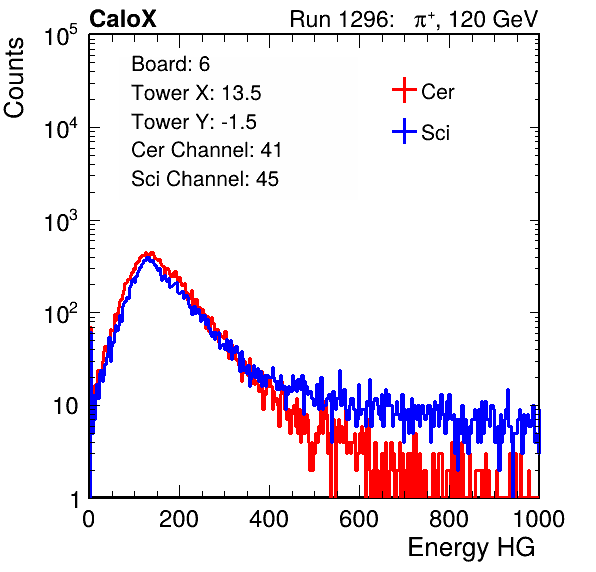 CaloX Run 1296: π⁺, 120 GeV
Counts
10⁵
10⁴
10³
10²
10
1
Board: 6
Tower X: 13.5
Tower Y: -1.5
Cer Channel: 41
Sci Channel: 45
Cer
Sci
0 200 400 600 800 1000
Energy HG